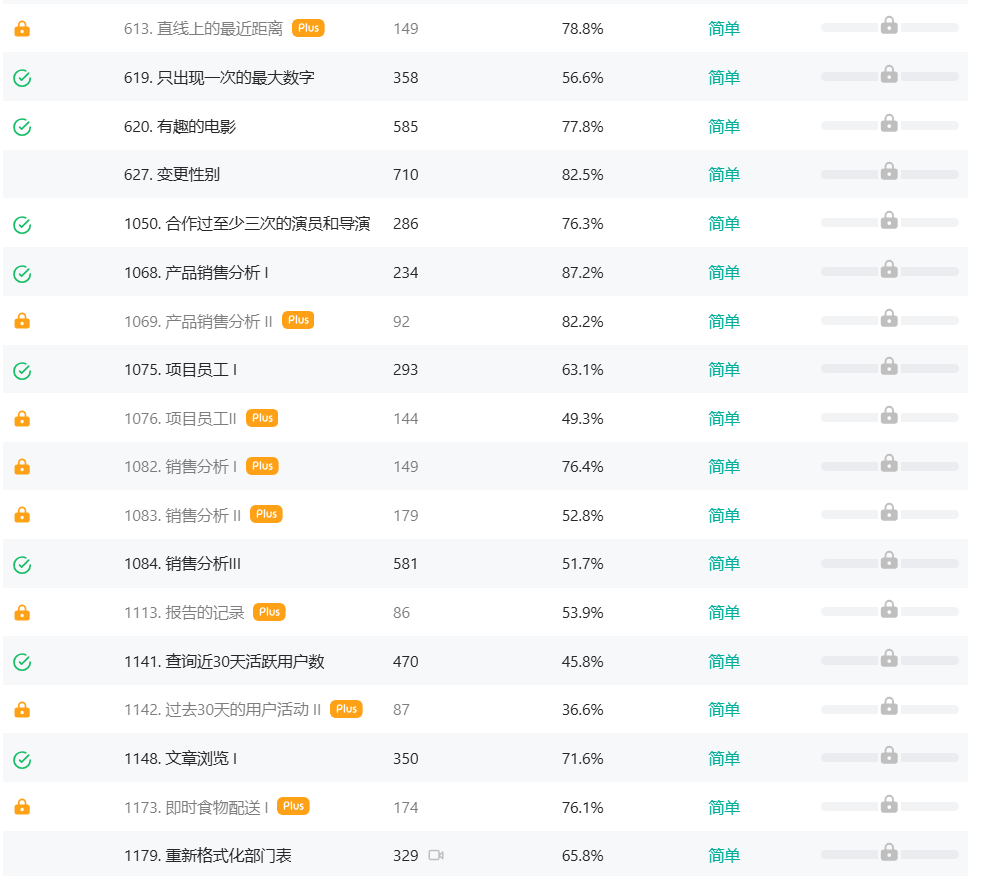 613. 直线上的最近距离 Plus 149 78.8% 简单
619. 只出现一次的最大数字 358 56.6% 简单
620. 有趣的电影 585 77.8% 简单
627. 变更性别 710 82.5% 简单
1050. 合作过至少三次的演员和导演 286 76.3% 简单
1068. 产品销售分析 I 234 87.2% 简单
1069. 产品销售分析 II Plus 92 82.2% 简单
1075. 项目员工 I 293 63.1% 简单
1076. 项目员工II Plus 144 49.3% 简单
1082. 销售分析 I Plus 149 76.4% 简单
1083. 销售分析 II Plus 179 52.8% 简单
1084. 销售分析III 581 51.7% 简单
1113. 报告的记录 Plus 86 53.9% 简单
1141. 查询近30天活跃用户数 470 45.8% 简单
1142. 过去30天的用户活动 II Plus 87 36.6% 简单
1148. 文章浏览 I 350 71.6% 简单
1173. 即时食物配送 I Plus 174 76.1% 简单
1179. 重新格式化部门表 329 65.8% 简单